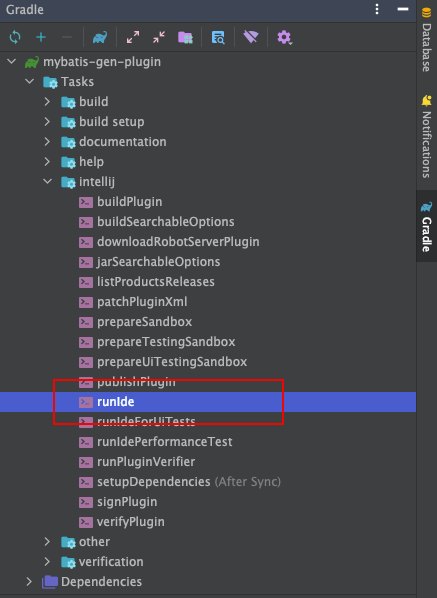 Gradle
mybatis-gen-plugin
Tasks
build
build setup
documentation
help
intellij
buildPlugin
buildSearchableOptions
downloadRobotServerPlugin
jarSearchableOptions
listProductsReleases
patchPluginXml
prepareSandbox
prepareTestingSandbox
prepareUiTestingSandbox
publishPlugin
runIde
runIdeForUiTests
runIdePerformanceTest
runPluginVerifier
setupDependencies (After Sync)
signPlugin
verifyPlugin
other
verification
Dependencies
Database
Notifications
Gradle